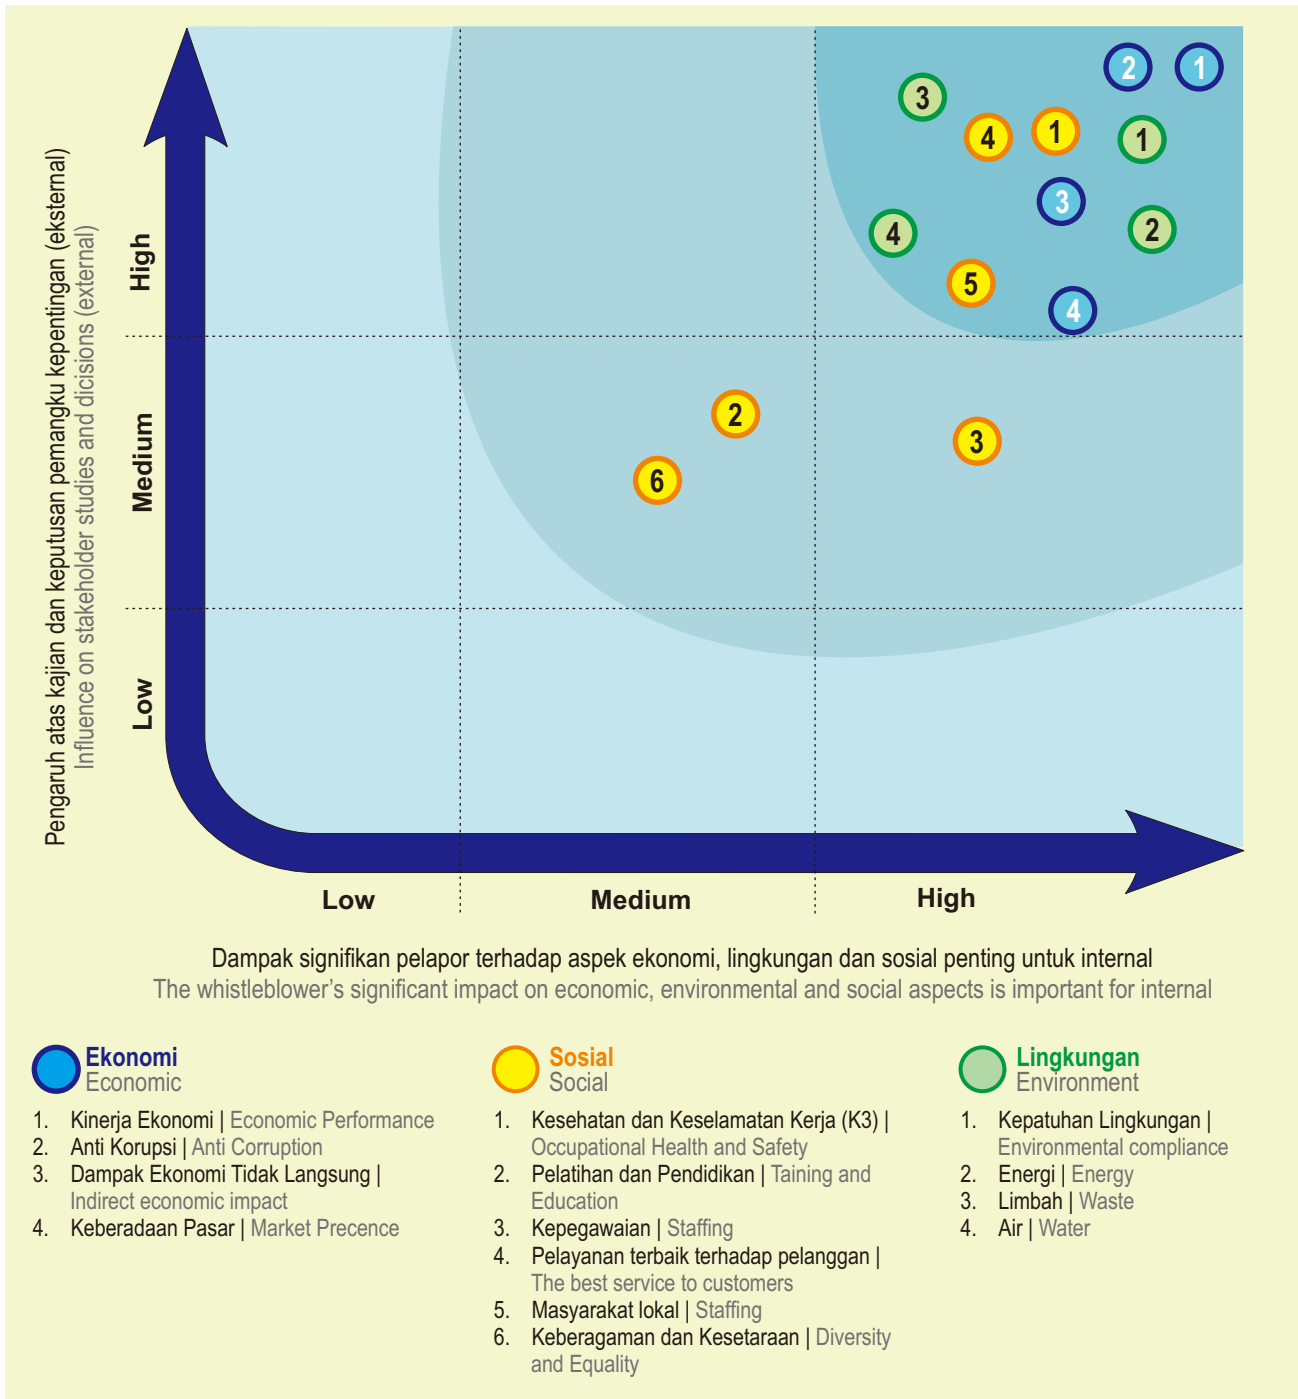 Pengaruh atas kajian dan keputusan pemangku kepentingan (eksternal)
Influence on stakeholder studies and dicisions (external)
High
Medium
Low
2
1
3
4
1
1
3
2
4
5
4
2
3
6
Low
Medium
High
Dampak signifikan pelapor terhadap aspek ekonomi, lingkungan dan sosial penting untuk internal
The whistleblower's significant impact on economic, environmental and social aspects is important for internal
Ekonomi
Economic
1. Kinerja Ekonomi | Economic Performance
2. Anti Korupsi | Anti Corruption
3. Dampak Ekonomi Tidak Langsung |
Indirect economic impact
4. Keberadaan Pasar | Market Precence
Sosial
Social
1. Kesehatan dan Keselamatan Kerja (K3) |
Occupational Health and Safety
2. Pelatihan dan Pendidikan | Taining and
Education
3. Kepegawaian | Staffing
4. Pelayanan terbaik terhadap pelanggan |
The best service to customers
5. Masyarakat lokal | Staffing
6. Keberagaman dan Kesetaraan | Diversity
and Equality
Lingkungan
Environment
1. Kepatuhan Lingkungan |
Environmental compliance
2. Energi | Energy
3. Limbah | Waste
4. Air | Water